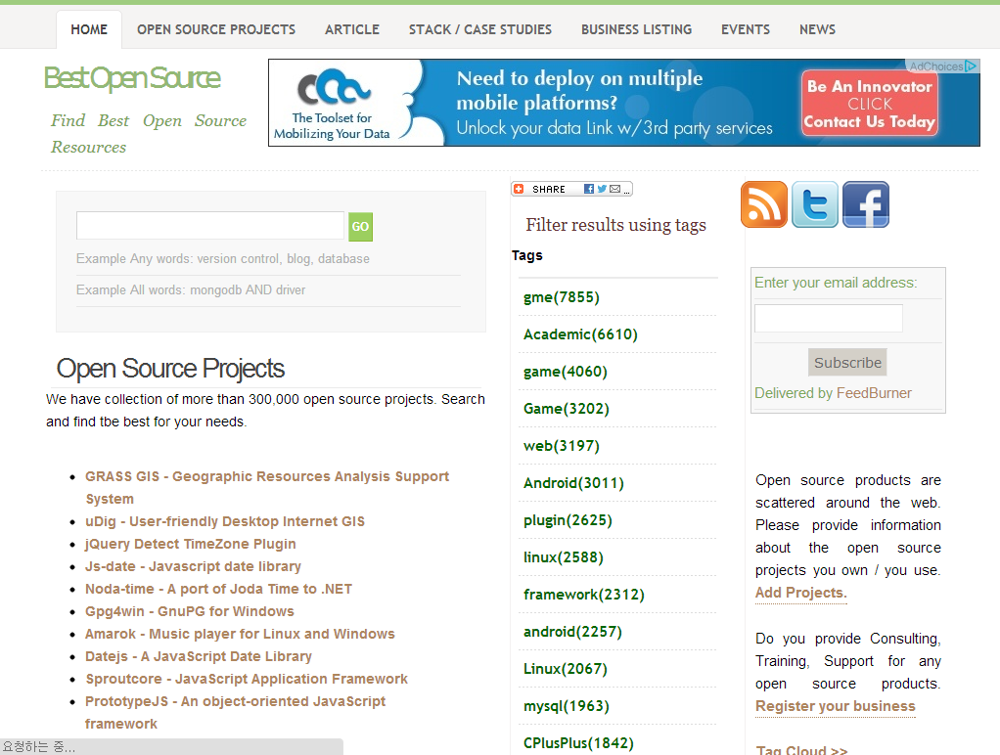 HOME OPEN SOURCE PROJECTS ARTICLE STACK / CASE STUDIES BUSINESS LISTING EVENTS NEWS
Best Open Source
Find Best Open Source
Resources
The Toolset for
Mobilizing Your Data
Need to deploy on multiple
mobile platforms?
Unlock your data Link w/3rd party services
AdChoices
Be An Innovator
CLICK
Contact Us Today
GO
Example Any words: version control, blog, database
Example All words: mongodb AND driver
Open Source Projects
We have collection of more than 300,000 open source projects. Search
and find tbe best for your needs.
GRASS GIS - Geographic Resources Analysis Support
System
uDig - User-friendly Desktop Internet GIS
jQuery Detect TimeZone Plugin
Js-date - Javascript date library
Noda-time - A port of Joda Time to .NET
Gpg4win - GnuPG for Windows
Amarok - Music player for Linux and Windows
Datejs - A JavaScript Date Library
Sproutcore - JavaScript Application Framework
PrototypeJS - An object-oriented JavaScript
framework
SHARE ...
Filter results using tags
Tags
gme(7855)
Academic(6610)
game(4060)
Game(3202)
web(3197)
Android(3011)
plugin(2625)
linux(2588)
framework(2312)
android(2257)
Linux(2067)
mysql(1963)
CPlusPlus(1842)
Enter your email address:
Subscribe
Delivered by FeedBurner
Open source products are
scattered around the web.
Please provide information
about the open source
projects you own / you use.
Add Projects.
Do you provide Consulting,
Training, Support for any
open source products.
Register your business
Tag Cloud >>
요청하는 중...